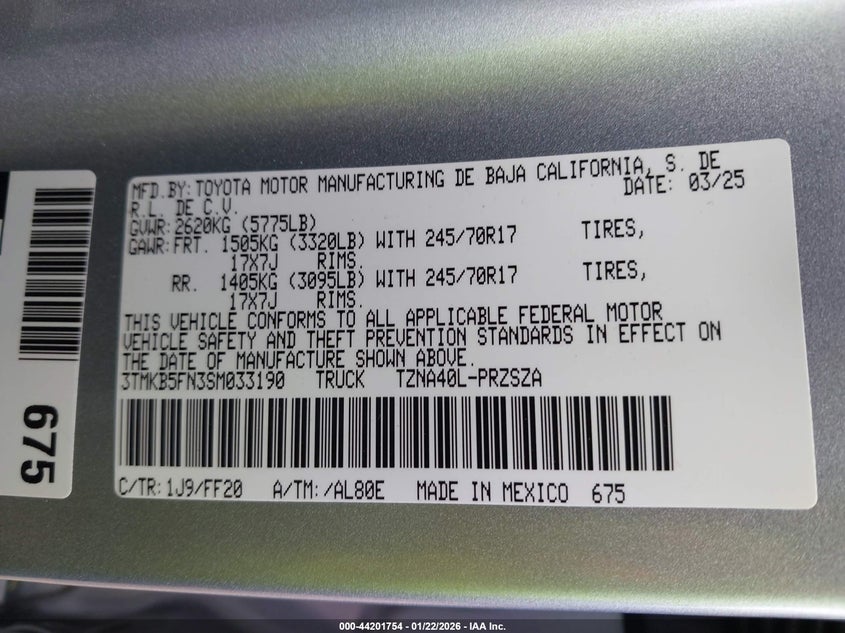 MFD.BY: TOYOTA MOTOR MANUFACTURING DE BAJA CALIFORNIA, S. DE
R.L. DE C.V. DATE: 03/25
GVWR: 2620KG (5775LB)
GAWR: FRT. 1505KG (3320LB) WITH 245/70R17 TIRES,
17X7J RIMS.
RR. 1405KG (3095LB) WITH 245/70R17 TIRES,
17X7J RIMS.
THIS VEHICLE CONFORMS TO ALL APPLICABLE FEDERAL MOTOR
VEHICLE SAFETY AND THEFT PREVENTION STANDARDS IN EFFECT ON
THE DATE OF MANUFACTURE SHOWN ABOVE.
3TMKB5FN3SM033190 TRUCK TZNA40L-PRZSZA
C/TR: 1J9/FF20 A/TM: /AL80E MADE IN MEXICO 675
675
000-44201754 - 01/22/2026 - IAA Inc.